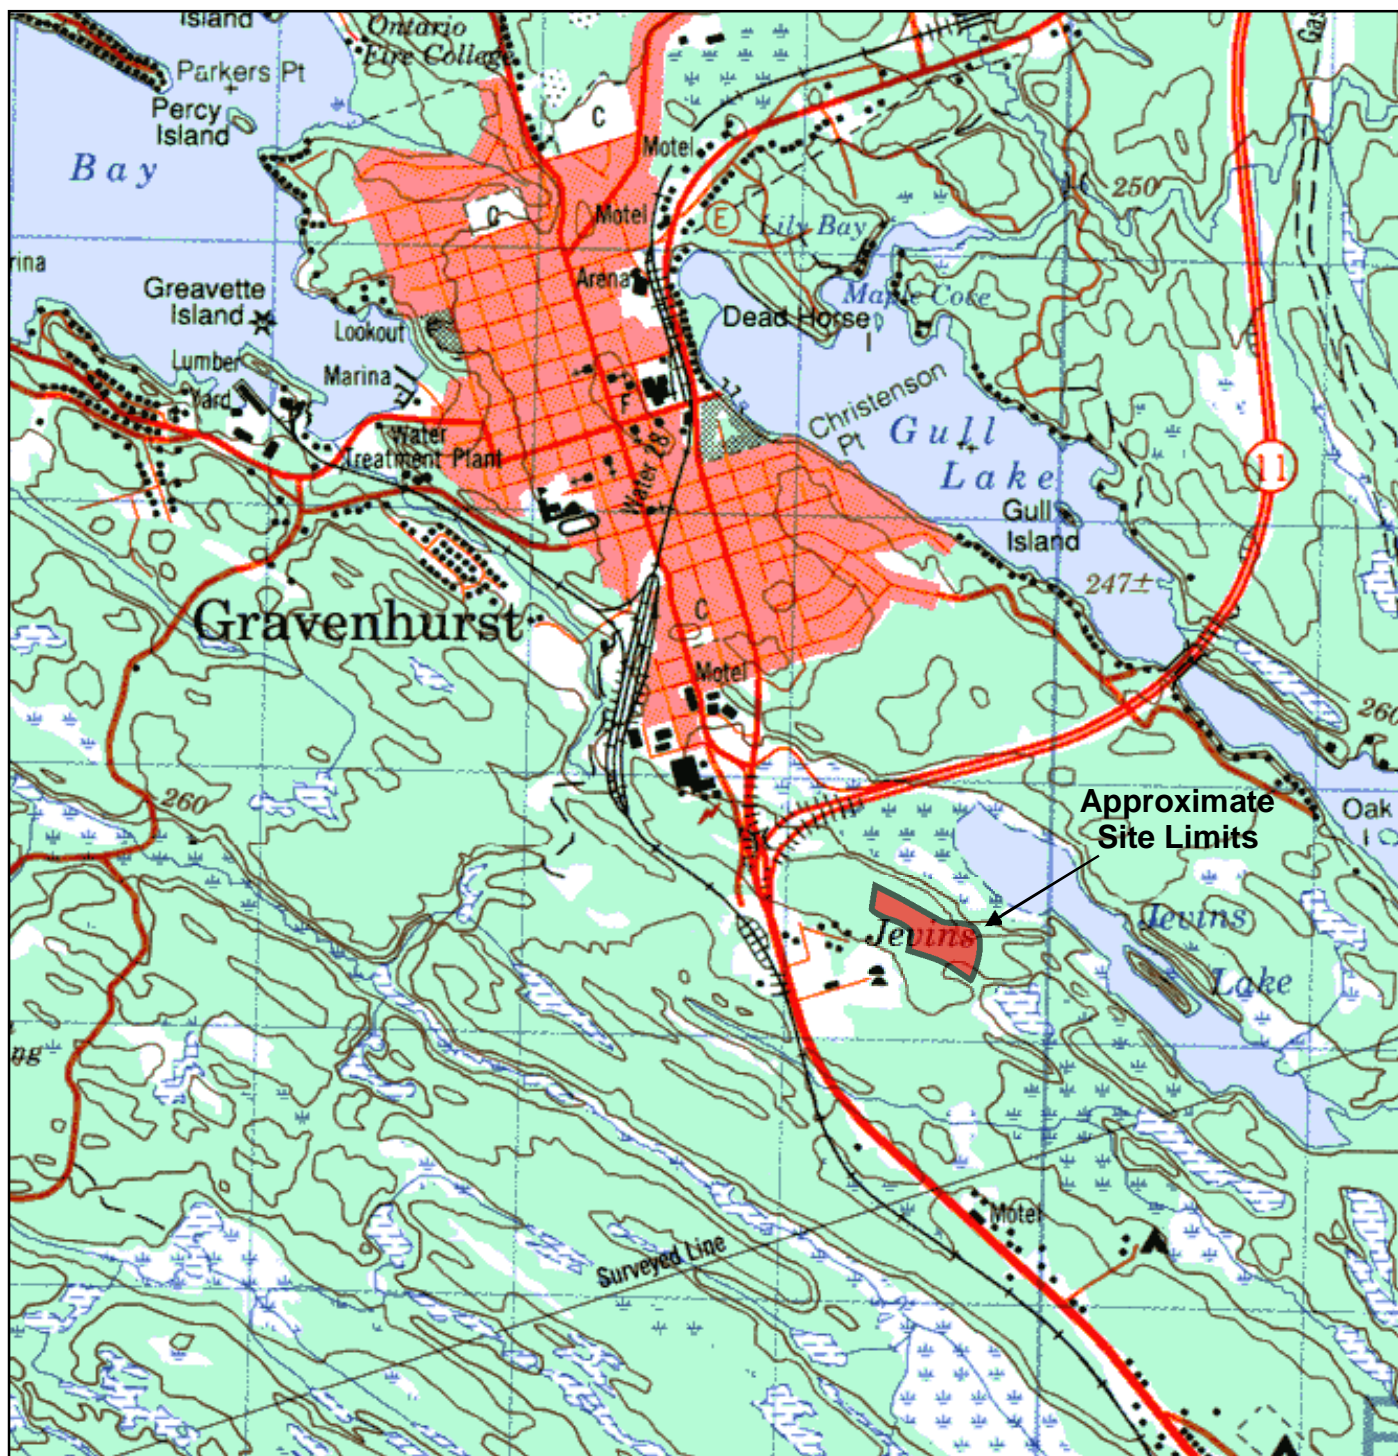 Island
Ontario
Fire College
Parkers Pt
Percy
Island
Bay
C
Motel
250
C
Motel
E
Lily Bay
rina
Arena
Greavette
Island
Maple Cove
Dead Horse
I
Lookout
Lumber
Yard
Marina
F
Christenson
Pt
Gull
Lake
11
Water
Treatment Plant
Water
28
Gull
Island
247±
Gravenhurst
C
Motel
260
260
Approximate
Site Limits
Oak
I
Jevins
Jevins
Lake
ng
Motel
Surveyed Line